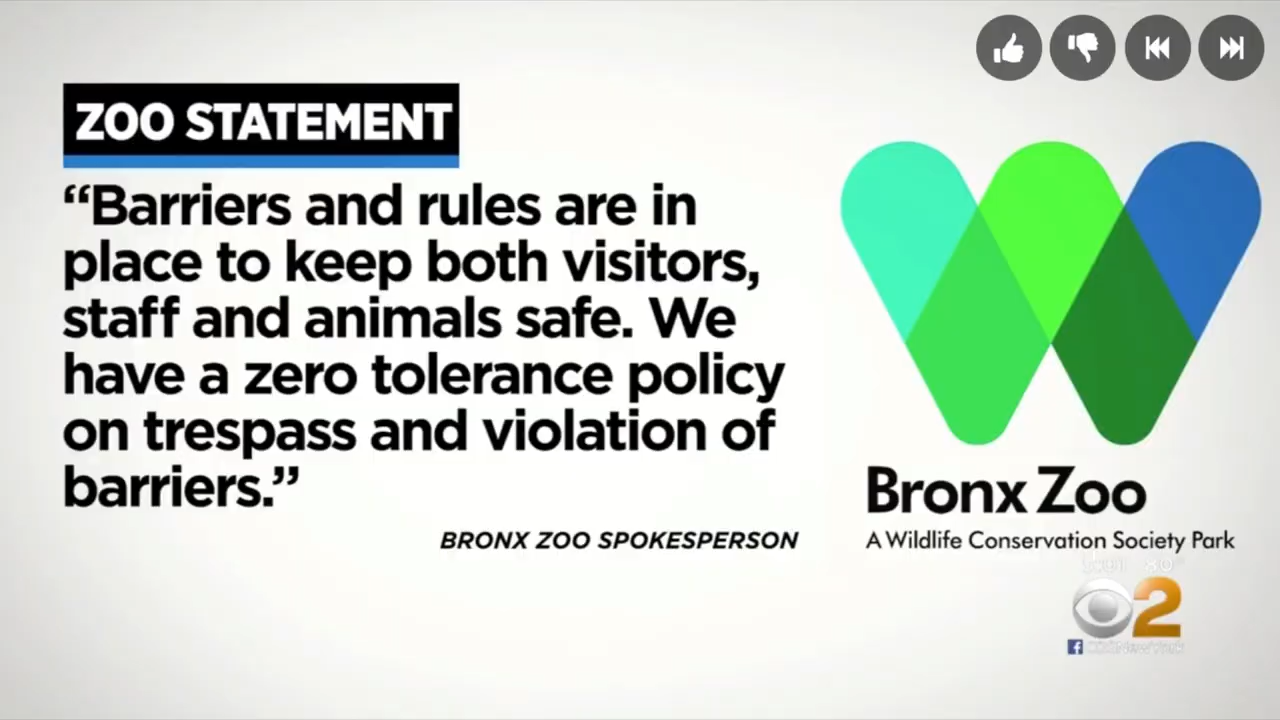 ZOO STATEMENT
“Barriers and rules are in
place to keep both visitors,
staff and animals safe. We
have a zero tolerance policy
on trespass and violation of
barriers.”
BRONX ZOO SPOKESPERSON
Bronx Zoo
A Wildlife Conservation Society Park
2